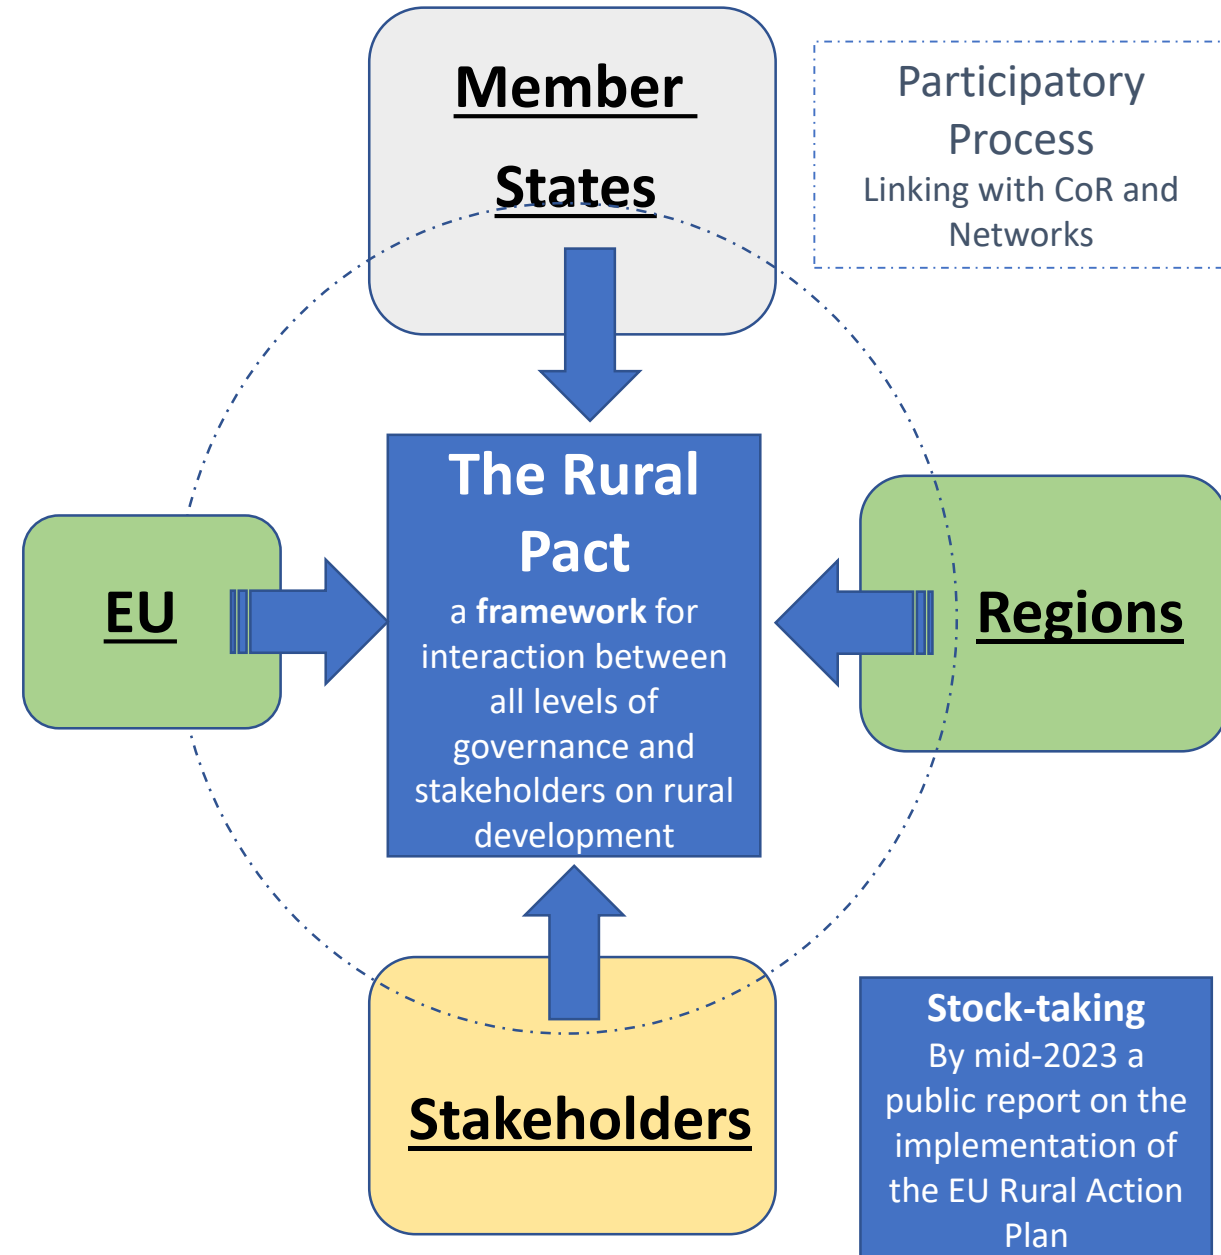 Member
States
Participatory
Process
Linking with CoR and
Networks
The Rural
Pact
a framework for
interaction between
all levels of
governance and
stakeholders on rural
development
EU
Regions
Stakeholders
Stock-taking
By mid-2023 a
public report on the
implementation of
the EU Rural Action
Plan